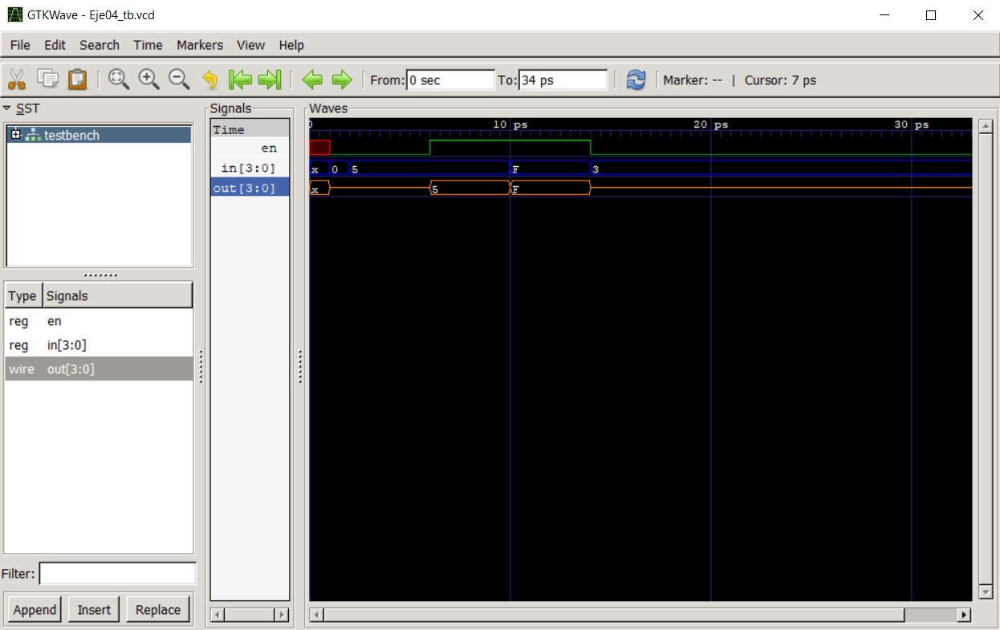 GTKWave - Eje04_tb.vcd
File Edit Search Time Markers View Help
From: 0 sec To: 34 ps Marker: -- | Cursor: 7 ps
SST
testbench
Type Signals
reg en
reg in[3:0]
wire out[3:0]
Filter:
Append Insert Replace
Signals
Time
en
in[3:0]
out[3:0]
Waves
0 10 ps 20 ps 30 ps
x 0 5 F 3
x 5 F